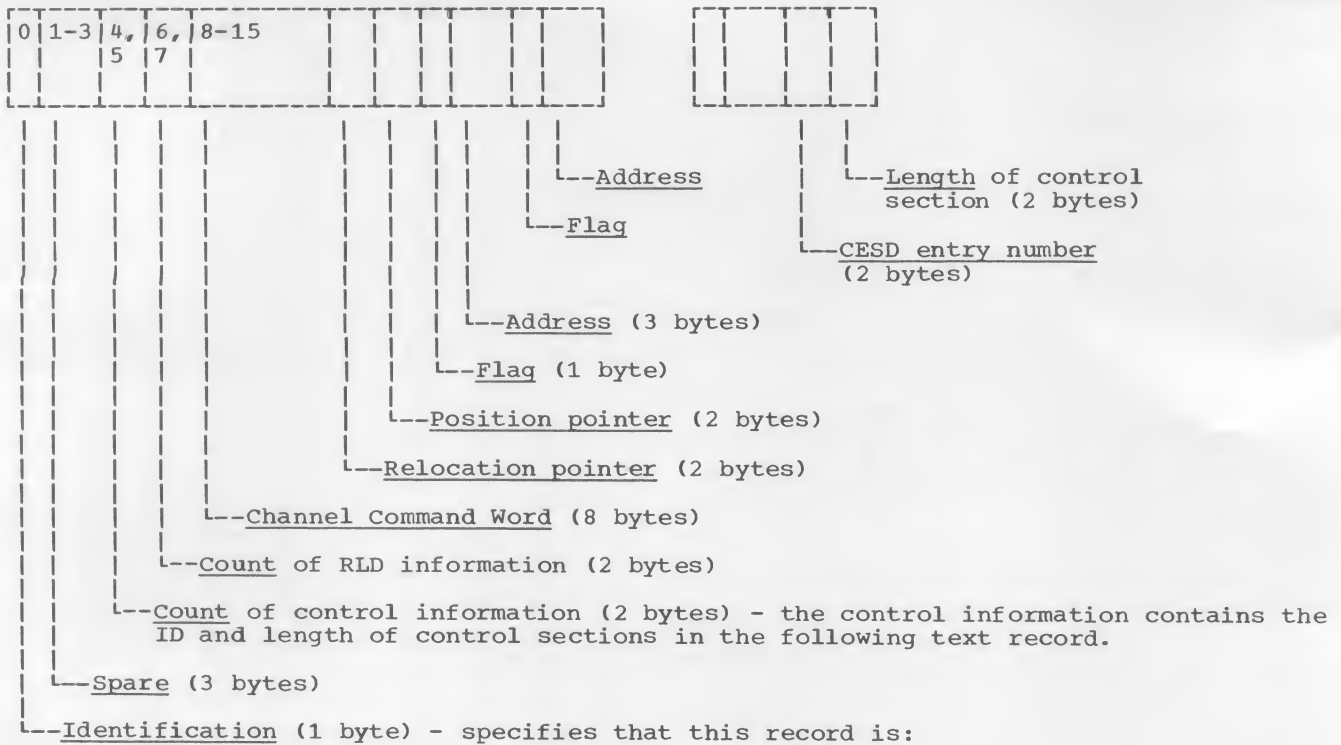 0 1-3 4, 6, 8-15
5 7
Address
Length of control
section (2 bytes)
Flag
CESD entry number
(2 bytes)
Address (3 bytes)
Flag (1 byte)
Position pointer (2 bytes)
Relocation pointer (2 bytes)
Channel Command Word (8 bytes)
Count of RLD information (2 bytes)
Count of control information (2 bytes) - the control information contains the
ID and length of control sections in the following text record.
Spare (3 bytes)
Identification (1 byte) - specifies that this record is: